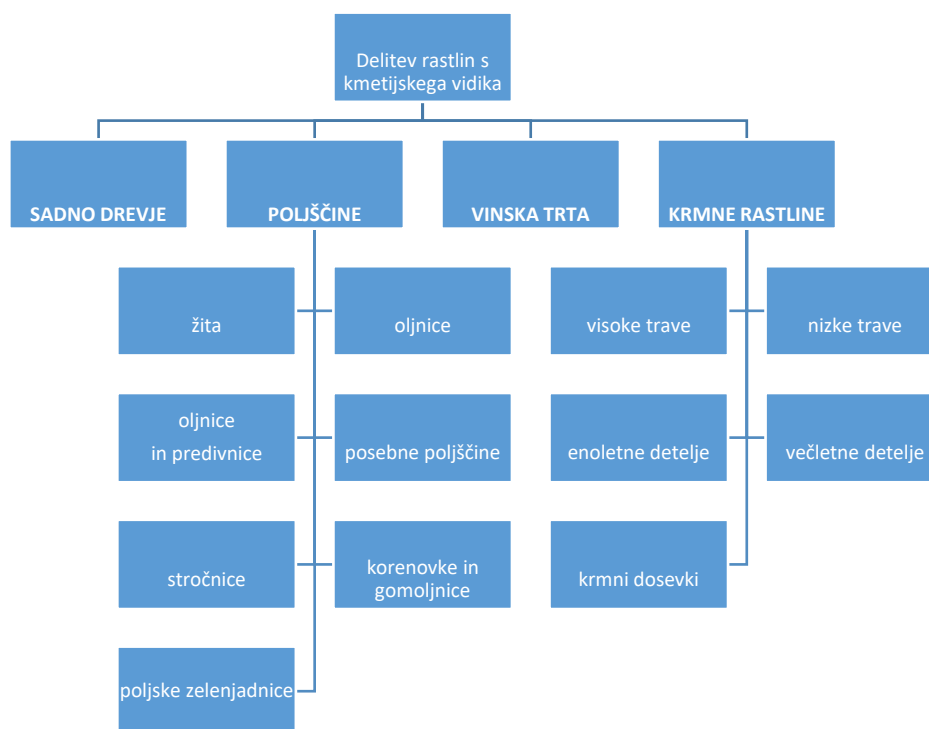 Delitev rastlin s
kmetijskega vidika
SADNO DREVJE
POLJŠČINE
VINSKA TRTA
KRMNE RASTLINE
žita
oljnice
visoke trave
nizke trave
oljnice
in predivnice
posebne poljščine
enoletne detelje
večletne detelje
stročnice
korenovke in
gomoljnice
krmni dosevki
poljske zelenjadnice